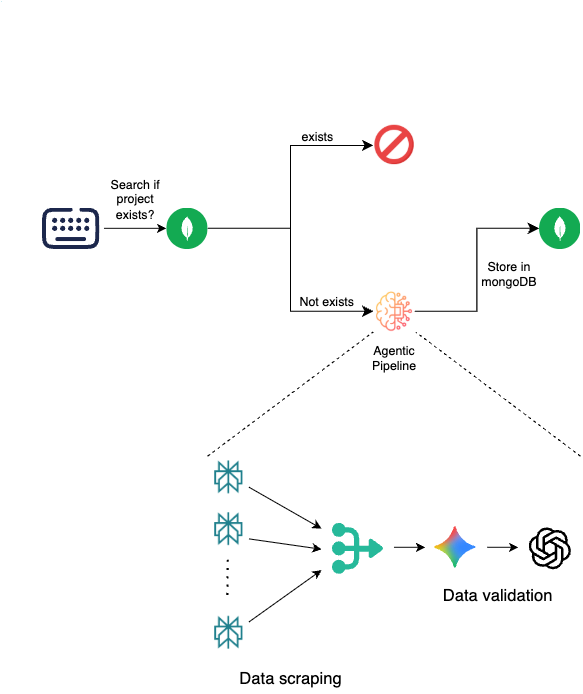 exists
Search if
project
exists?
Store in
mongoDB
Not exists
Agentic
Pipeline
Data validation
Data scraping